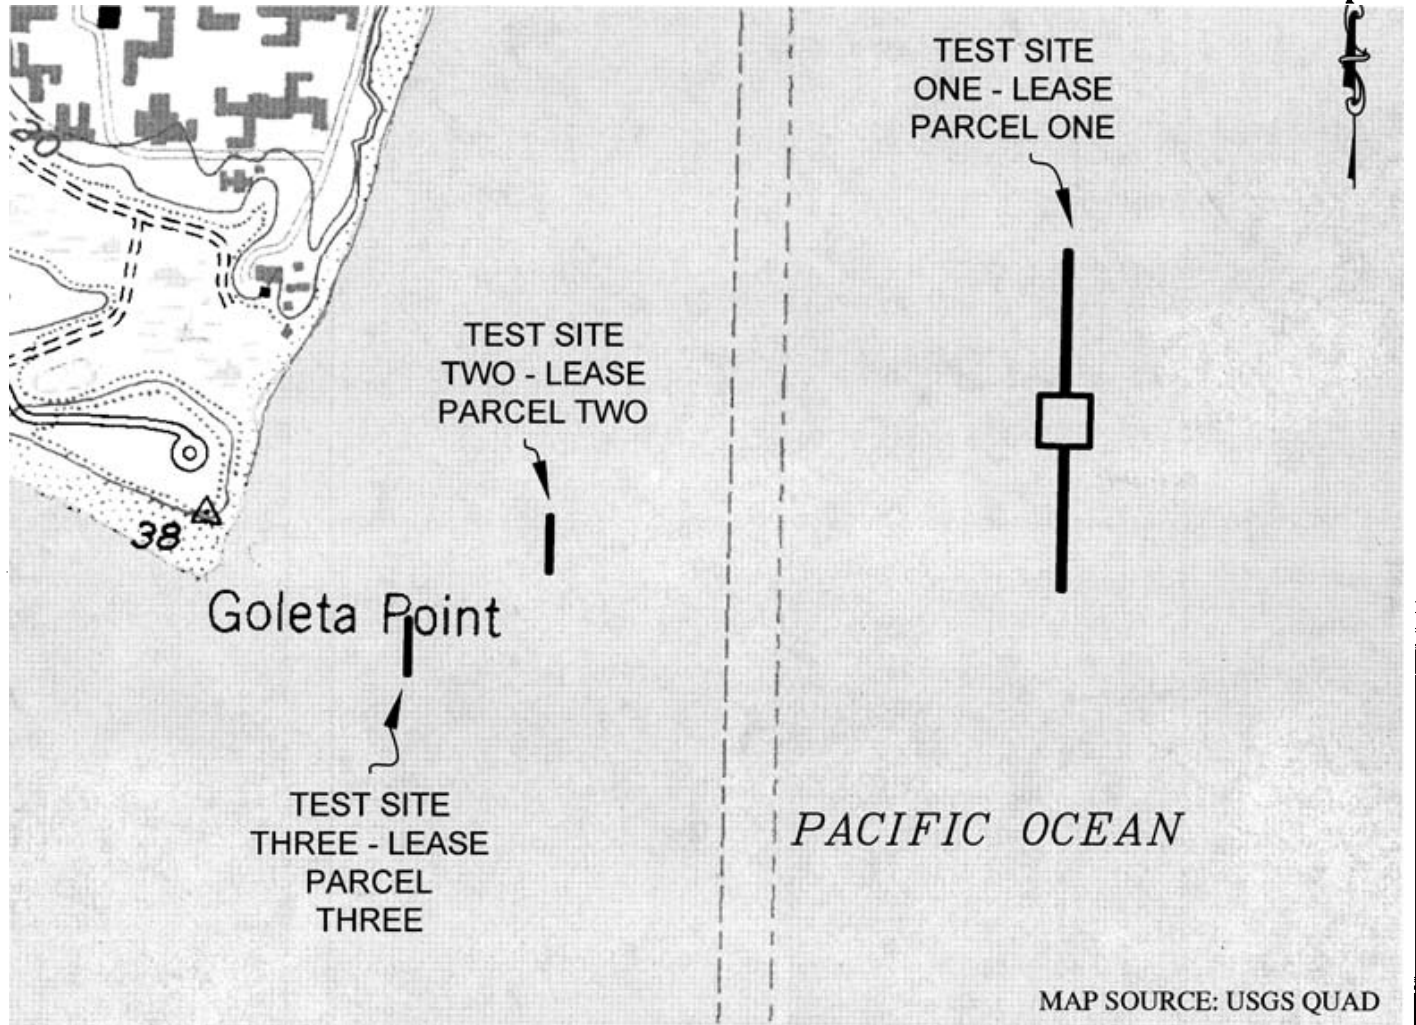 TEST SITE
ONE - LEASE
PARCEL ONE
TEST SITE
TWO - LEASE
PARCEL TWO
38
Goleta Point
TEST SITE
THREE - LEASE
PARCEL
THREE
PACIFIC OCEAN
MAP SOURCE: USGS QUAD